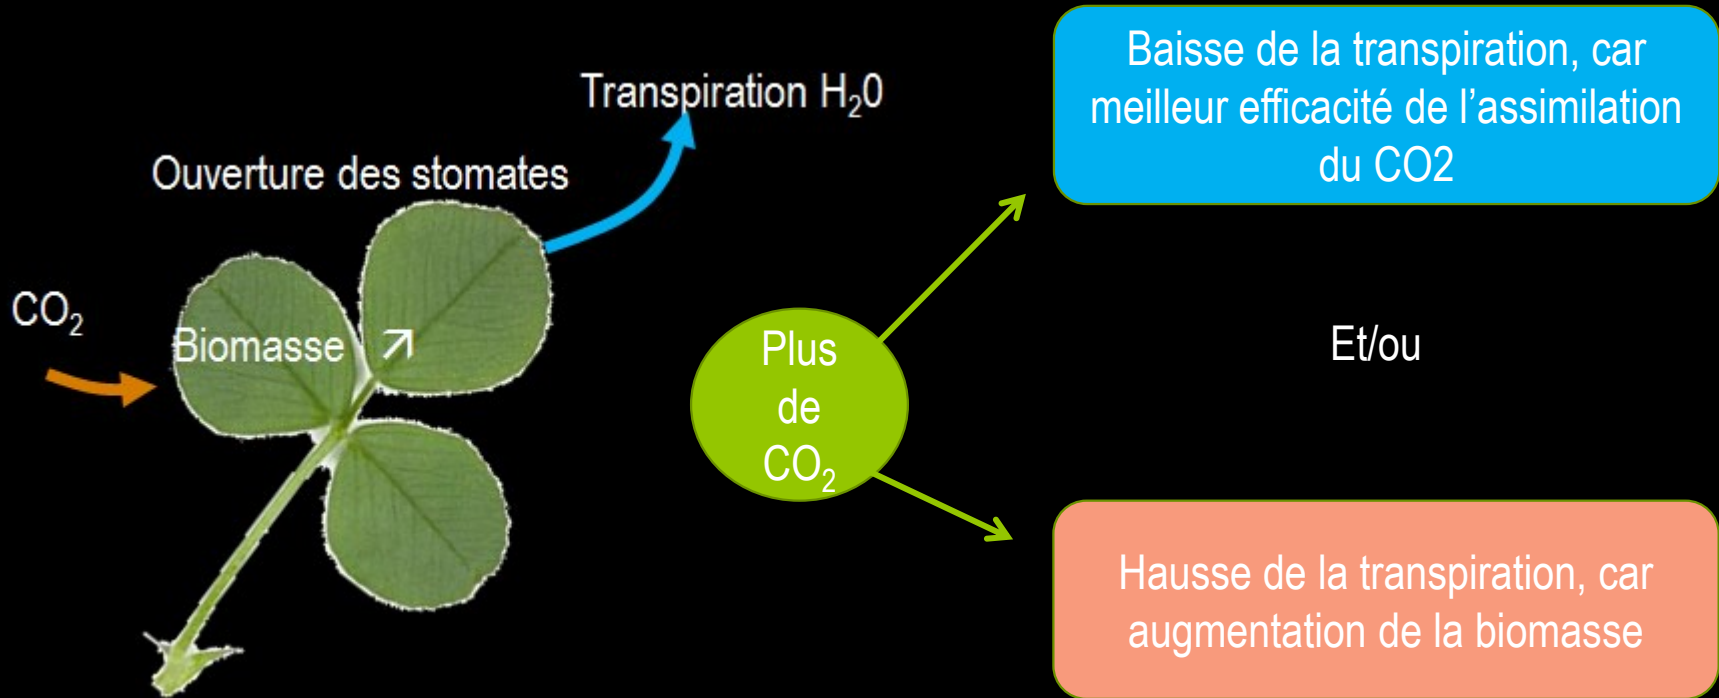 Transpiration H₂0
Ouverture des stomates
CO₂
Biomasse ↗
Plus
de
CO₂
Baisse de la transpiration, car
meilleur efficacité de l’assimilation
du CO2
Et/ou
Hausse de la transpiration, car
augmentation de la biomasse